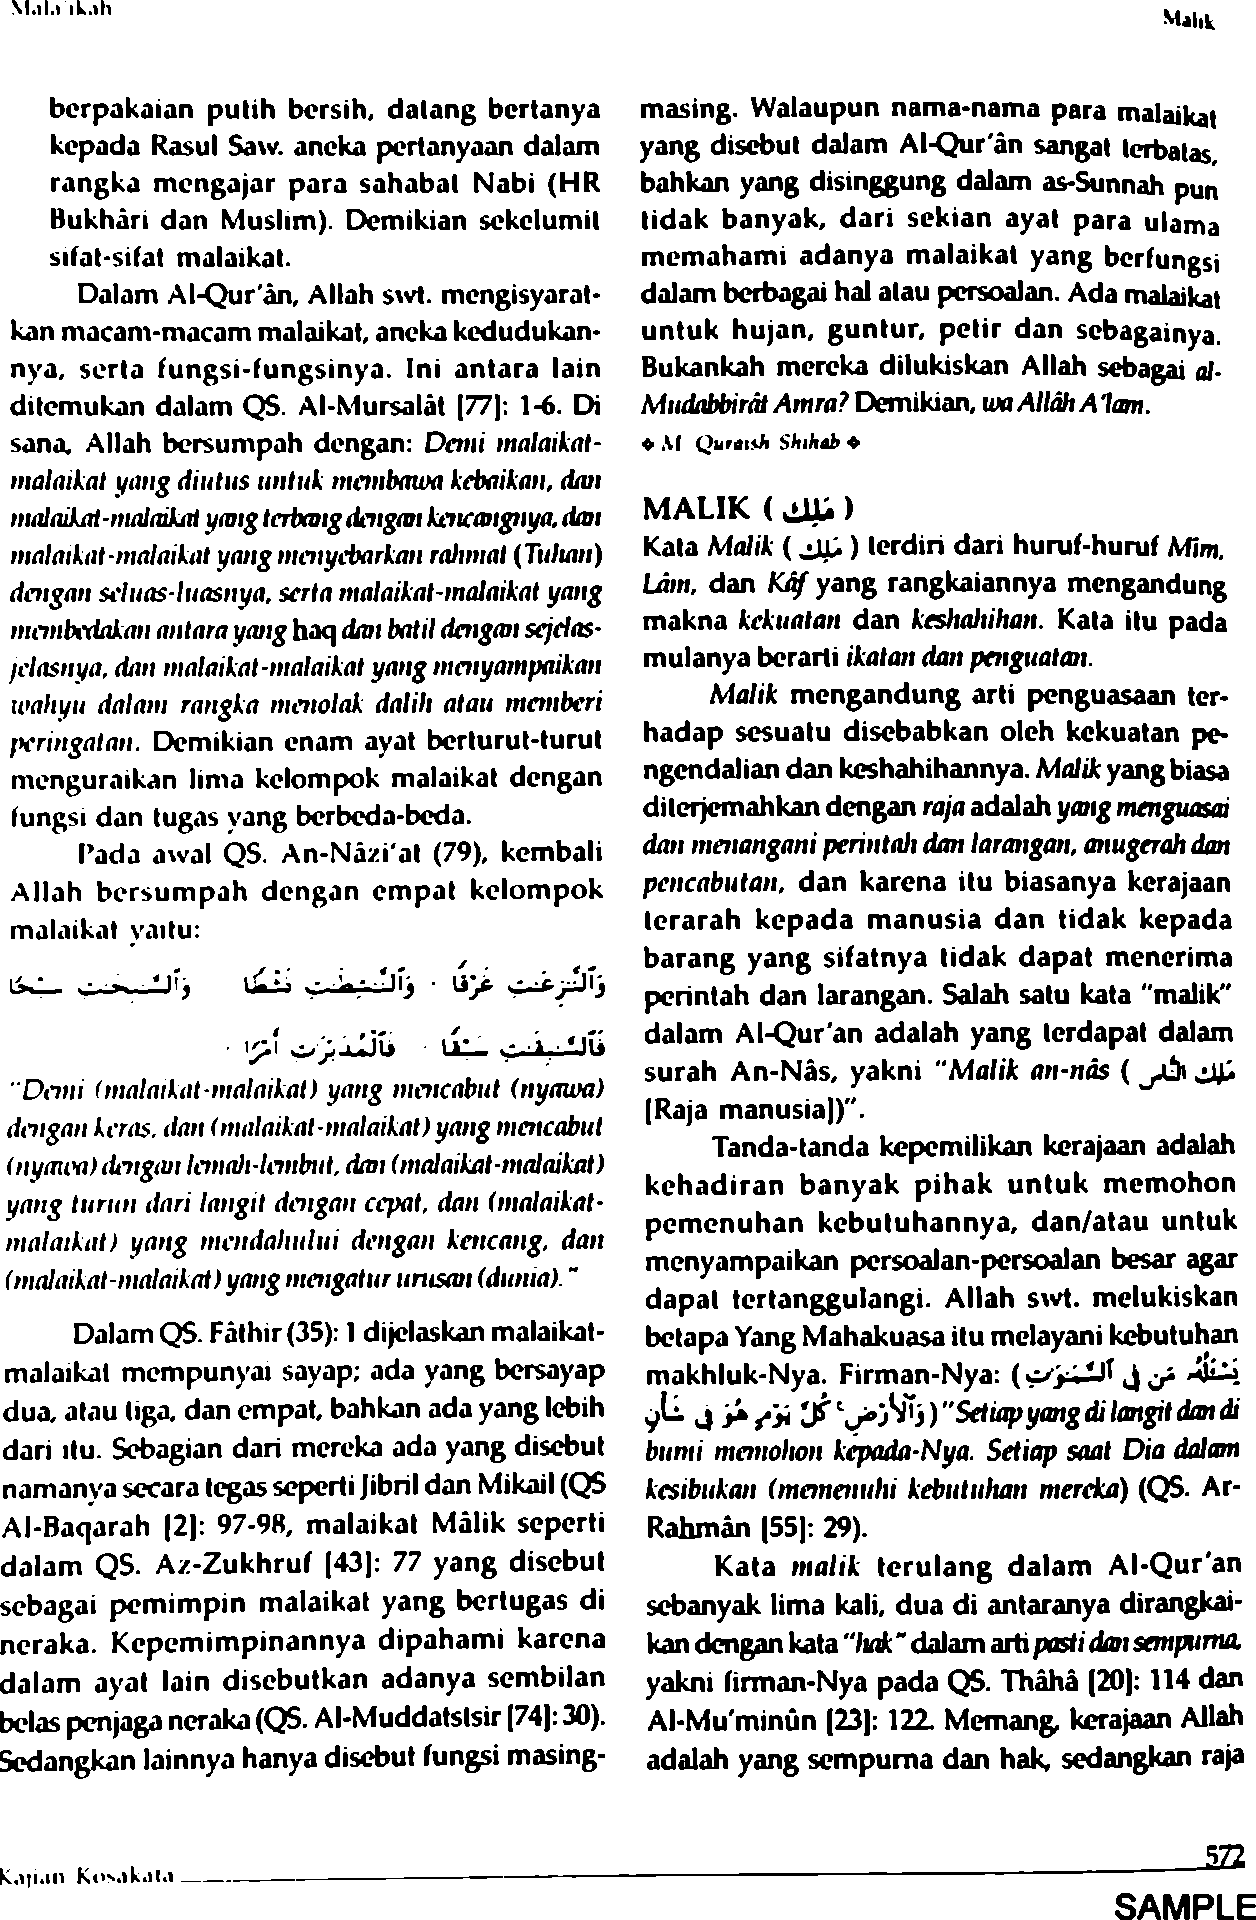 Mala'ikah
Malik
berpakaian putih bersih, datang bertanya
kepada Rasul Saw. aneka pertanyaan dalam
rangka mengajar para sahabat Nabi (HR
Bukhâri dan Muslim). Demikian sekelumit
sifat-sifat malaikat.
Dalam Al-Qur'ân, Allah swt. mengisyarat-
kan macam-macam malaikat, aneka kedudukan-
nya, serta fungsi-fungsinya. Ini antara lain
ditemukan dalam QS. Al-Mursalât [77]: 1-6. Di
sana, Allah bersumpah dengan: Demi malaikat-
malaikat yang diutus untuk membawa kebaikan, dan
malaikat-malaikat yang terbang dengan kencangnya, dan
malaikat-malaikat yang menyebarkan rahmat (Tuhan)
dengan seluas-luasnya, serta malaikat-malaikat yang
membedakan antara yang haq dan batil dengan sejelas-
jelasnya, dan malaikat-malaikat yang menyampaikan
wahyu dalam rangka menolak dalih atau memberi
peringatan. Demikian enam ayat berturut-turut
menguraikan lima kelompok malaikat dengan
fungsi dan tugas yang berbeda-beda.
Pada awal QS. An-Nâzi'at (79), kembali
Allah bersumpah dengan empat kelompok
malaikat yaitu:
وَٱلنَّـٰزِعَـٰتِ غَرْقًا · وَٱلنَّـٰشِطَـٰتِ نَشْطًا وَٱلسَّـٰبِحَـٰتِ سَبْحًا
فَٱلسَّـٰبِقَـٰتِ سَبْقًا · فَٱلْمُدَبِّرَٰتِ أَمْرًا ·
"Demi (malaikat-malaikat) yang mencabut (nyawa)
dengan keras, dan (malaikat-malaikat) yang mencabut
(nyawa) dengan lemah-lembut, dan (malaikat-malaikat)
yang turun dari langit dengan cepat, dan (malaikat-
malaikat) yang mendahului dengan kencang, dan
(malaikat-malaikat) yang mengatur urusan (dunia)."
Dalam QS. Fâthir (35): 1 dijelaskan malaikat-
malaikat mempunyai sayap; ada yang bersayap
dua, atau tiga, dan empat, bahkan ada yang lebih
dari itu. Sebagian dari mereka ada yang disebut
namanya secara tegas seperti Jibril dan Mikail (QS
Al-Baqarah [2]: 97-98, malaikat Mâlik seperti
dalam QS. Az-Zukhruf [43]: 77 yang disebut
sebagai pemimpin malaikat yang bertugas di
neraka. Kepemimpinannya dipahami karena
dalam ayat lain disebutkan adanya sembilan
belas penjaga neraka (QS. Al-Muddatstsir [74]: 30).
Sedangkan lainnya hanya disebut fungsi masing-
masing. Walaupun nama-nama para malaikat
yang disebut dalam Al-Qur'ân sangat terbatas,
bahkan yang disinggung dalam as-Sunnah pun
tidak banyak, dari sekian ayat para ulama
memahami adanya malaikat yang berfungsi
dalam berbagai hal atau persoalan. Ada malaikat
untuk hujan, guntur, petir dan sebagainya.
Bukankah mereka dilukiskan Allah sebagai al-
Mudabbirât Amra? Demikian, wa Allâh A'lam.
❖ M Quraish Shihab ❖
MALIK ( مَلِك )
Kata Malik ( مَلِك ) terdiri dari huruf-huruf Mîm,
Lâm, dan Kâf yang rangkaiannya mengandung
makna kekuatan dan keshahihan. Kata itu pada
mulanya berarti ikatan dan penguatan.
Malik mengandung arti penguasaan ter-
hadap sesuatu disebabkan oleh kekuatan pe-
ngendalian dan keshahihannya. Malik yang biasa
diterjemahkan dengan raja adalah yang menguasai
dan menangani perintah dan larangan, anugerah dan
pencabutan, dan karena itu biasanya kerajaan
terarah kepada manusia dan tidak kepada
barang yang sifatnya tidak dapat menerima
perintah dan larangan. Salah satu kata "malik"
dalam Al-Qur'an adalah yang terdapat dalam
surah An-Nâs, yakni "Malik an-nâs ( مَلِك النَّاس
[Raja manusia])".
Tanda-tanda kepemilikan kerajaan adalah
kehadiran banyak pihak untuk memohon
pemenuhan kebutuhannya, dan/atau untuk
menyampaikan persoalan-persoalan besar agar
dapat tertanggulangi. Allah swt. melukiskan
betapa Yang Mahakuasa itu melayani kebutuhan
makhluk-Nya. Firman-Nya: (يَسْـَٔلُهُۥ مَن فِى ٱلسَّمَـٰوَٰتِ
وَٱلْأَرْضِ ۚ كُلَّ يَوْمٍ هُوَ فِى شَأْنٍ) "Setiap yang di langit dan di
bumi memohon kepada-Nya. Setiap saat Dia dalam
kesibukan (memenuhi kebutuhan mereka) (QS. Ar-
Rahmân [55]: 29).
Kata malik terulang dalam Al-Qur'an
sebanyak lima kali, dua di antaranya dirangkai-
kan dengan kata "hak" dalam arti pasti dan sempurna,
yakni firman-Nya pada QS. Thâhâ [20]: 114 dan
Al-Mu'minûn [23]: 122. Memang, kerajaan Allah
adalah yang sempurna dan hak, sedangkan raja
Kajian Kosakata
572
SAMPLE